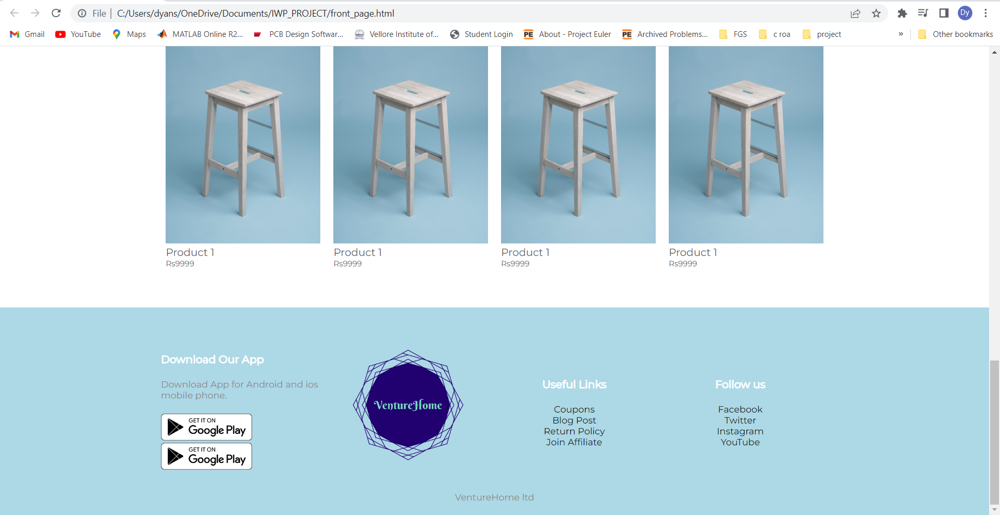 File | C:/Users/dyans/OneDrive/Documents/IWP_PROJECT/front_page.html
Dy
Gmail YouTube Maps MATLAB Online R2... PCB Design Softwar... Vellore Institute of... Student Login PE About - Project Euler PE Archived Problems... FGS c roa project » Other bookmarks
Product 1 Product 1 Product 1 Product 1
Rs9999 Rs9999 Rs9999 Rs9999
Download Our App
Download App for Android and ios
mobile phone.
GET IT ON
Google Play
GET IT ON
Google Play
VentureHome
Useful Links
Coupons
Blog Post
Return Policy
Join Affiliate
Follow us
Facebook
Twitter
Instagram
YouTube
VentureHome ltd